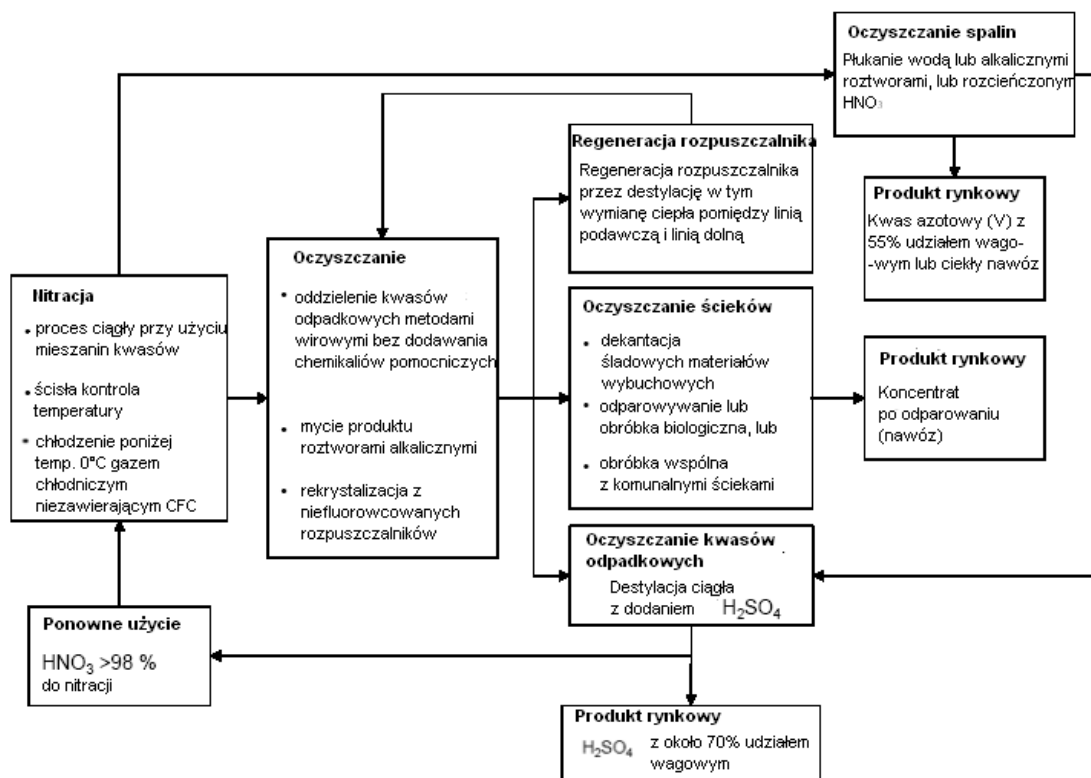 Oczyszczanie spalin
Płukanie wodą lub alkalicznymi
roztworami, lub rozcieńczonym
HNO₃
Regeneracja rozpuszczalnika
Regeneracja rozpuszczalnika
przez destylację w tym
wymianę ciepła pomiędzy linią
podawczą i linią dolną
Produkt rynkowy
Kwas azotowy (V) z
55% udziałem wago-
-wym lub ciekły nawóz
Nitracja
• proces ciągły przy użyciu
mieszanin kwasów
• ścisła kontrola
temperatury
• chłodzenie poniżej
temp. 0°C gazem
chłodniczym
niezawierającym CFC
Oczyszczanie
• oddzielenie kwasów
odpadkowych metodami
wirowymi bez dodawania
chemikaliów pomocniczych
• mycie produktu
roztworami alkalicznymi
• rekrystalizacja z
niefluorowcowanych
rozpuszczalników
Oczyszczanie ścieków
• dekantacja
śladowych materiałów
wybuchowych
• odparowywanie lub
obróbka biologiczna, lub
• obróbka wspólna
z komunalnymi ściekami
Produkt rynkowy
Koncentrat
po odparowaniu
(nawóz)
Oczyszczanie kwasów
odpadkowych
Destylacja ciągła
z dodaniem H₂SO₄
Ponowne użycie
HNO₃ >98 %
do nitracji
Produkt rynkowy
H₂SO₄ z około 70% udziałem
wagowym